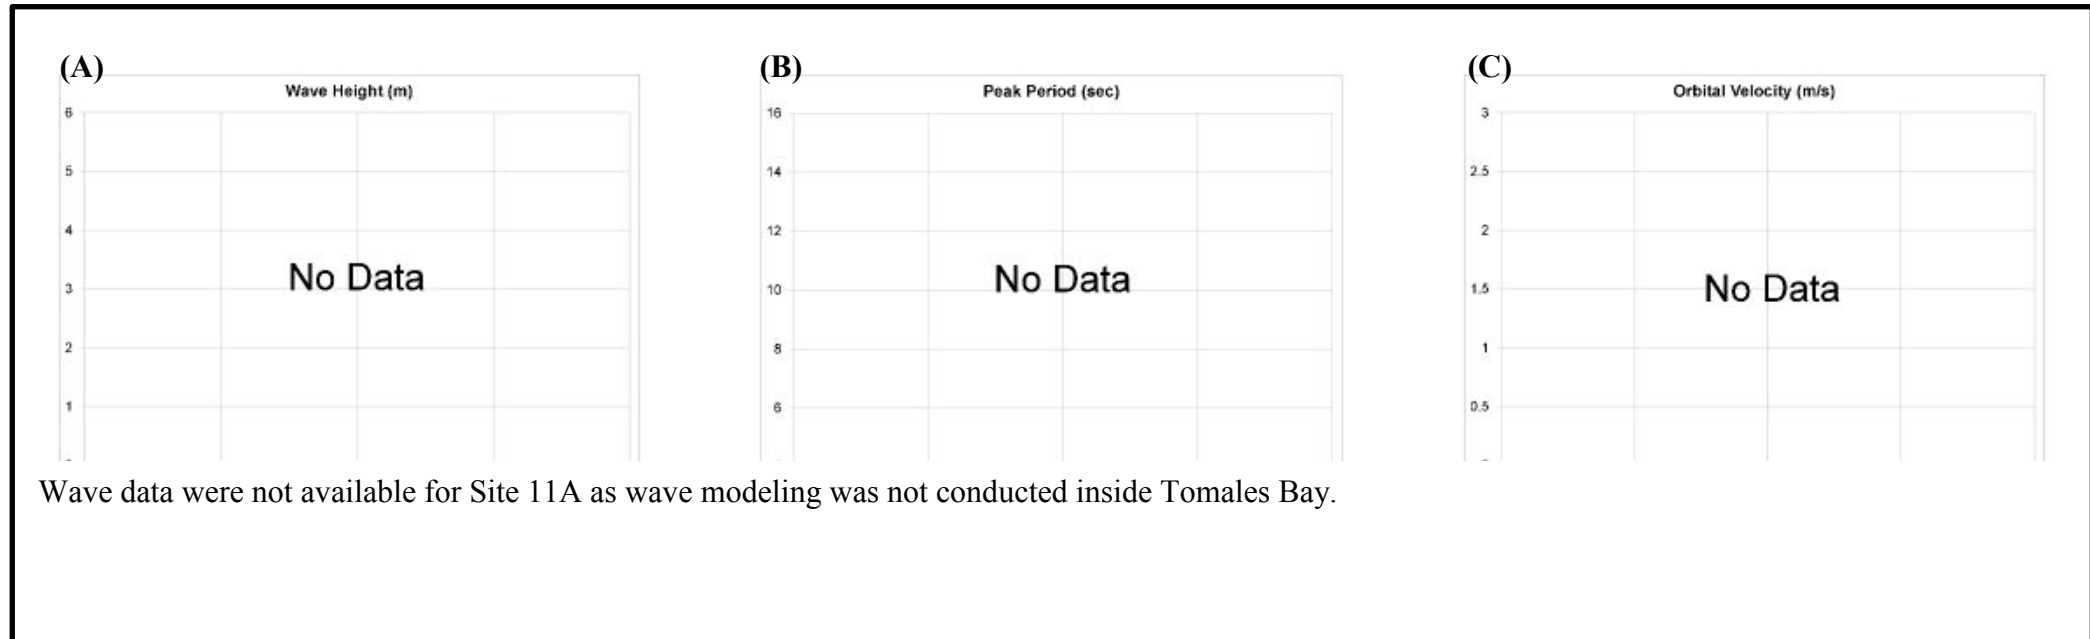 (A)
Wave Height (m)
6
5
4
3
2
1
No Data
(B)
Peak Period (sec)
16
14
12
10
8
6
No Data
(C)
Orbital Velocity (m/s)
3
2.5
2
1.5
1
0.5
No Data
Wave data were not available for Site 11A as wave modeling was not conducted inside Tomales Bay.